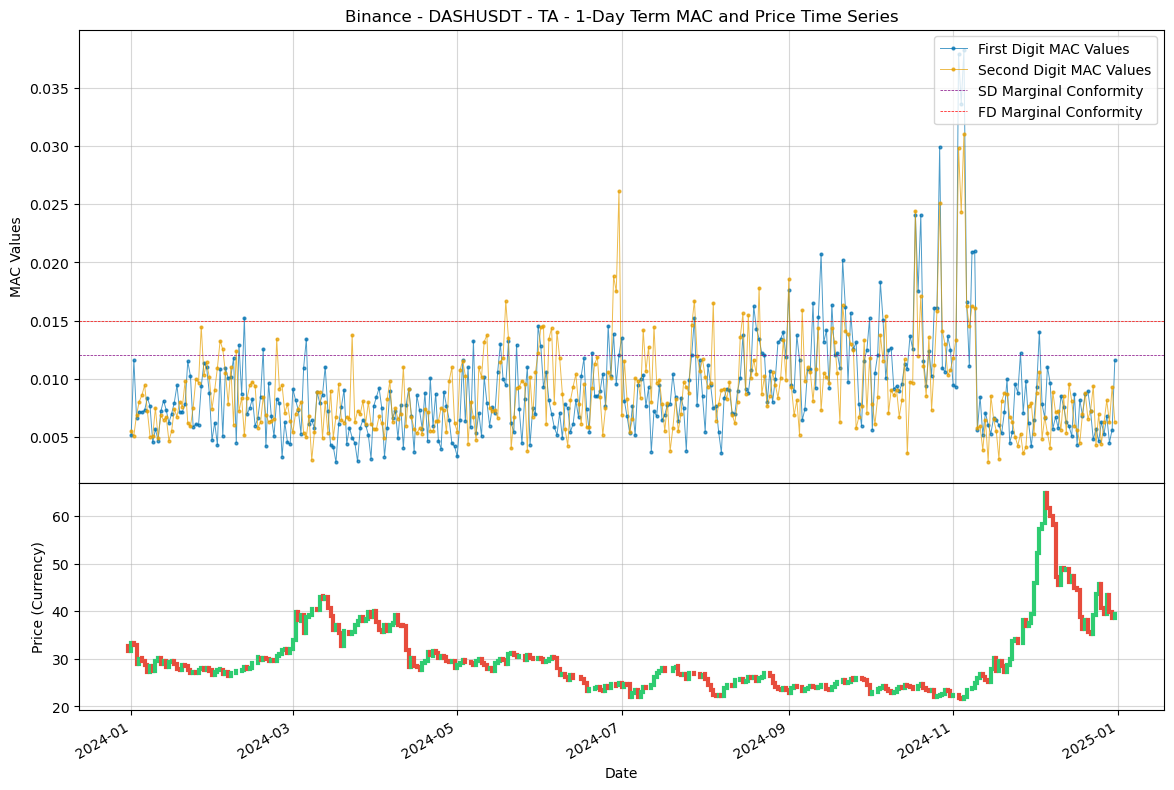 Binance - DASHUSDT - TA - 1-Day Term MAC and Price Time Series
First Digit MAC Values
Second Digit MAC Values
SD Marginal Conformity
FD Marginal Conformity
MAC Values
0.035
0.030
0.025
0.020
0.015
0.010
0.005
Price (Currency)
60
50
40
30
20
2024-01
2024-03
2024-05
2024-07
2024-09
2024-11
2025-01
Date